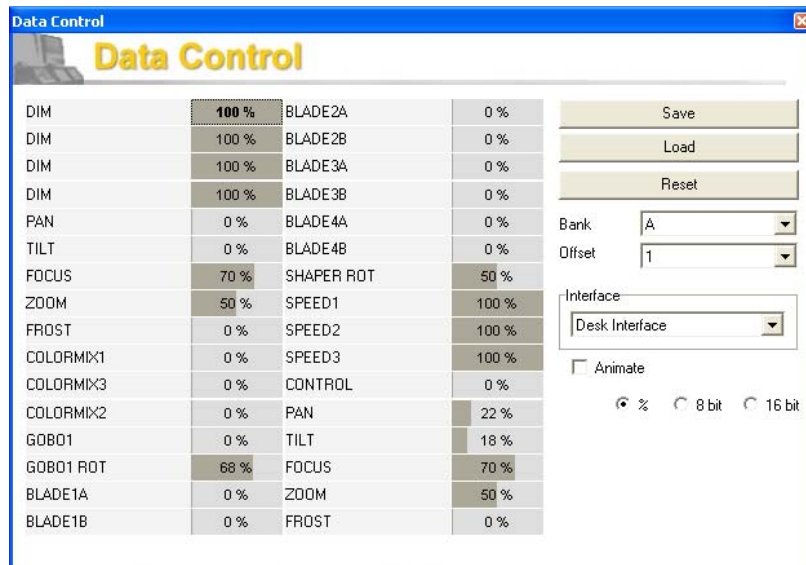 Data Control
Data Control
DIM 100 % BLADE2A 0 % Save
DIM 100 % BLADE2B 0 %
DIM 100 % BLADE3A 0 % Load
DIM 100 % BLADE3B 0 % Reset
PAN 0 % BLADE4A 0 % Bank A
TILT 0 % BLADE4B 0 % Offset 1
FOCUS 70 % SHAPER ROT 50 % Interface
ZOOM 50 % SPEED1 100 % Desk Interface
FROST 0 % SPEED2 100 %
COLORMIX1 0 % SPEED3 100 % Animate
COLORMIX3 0 % CONTROL 0 %
COLORMIX2 0 % PAN 22 % % 8 bit 16 bit
GOBO1 0 % TILT 18 %
GOBO1 ROT 68 % FOCUS 70 %
BLADE1A 0 % ZOOM 50 %
BLADE1B 0 % FROST 0 %